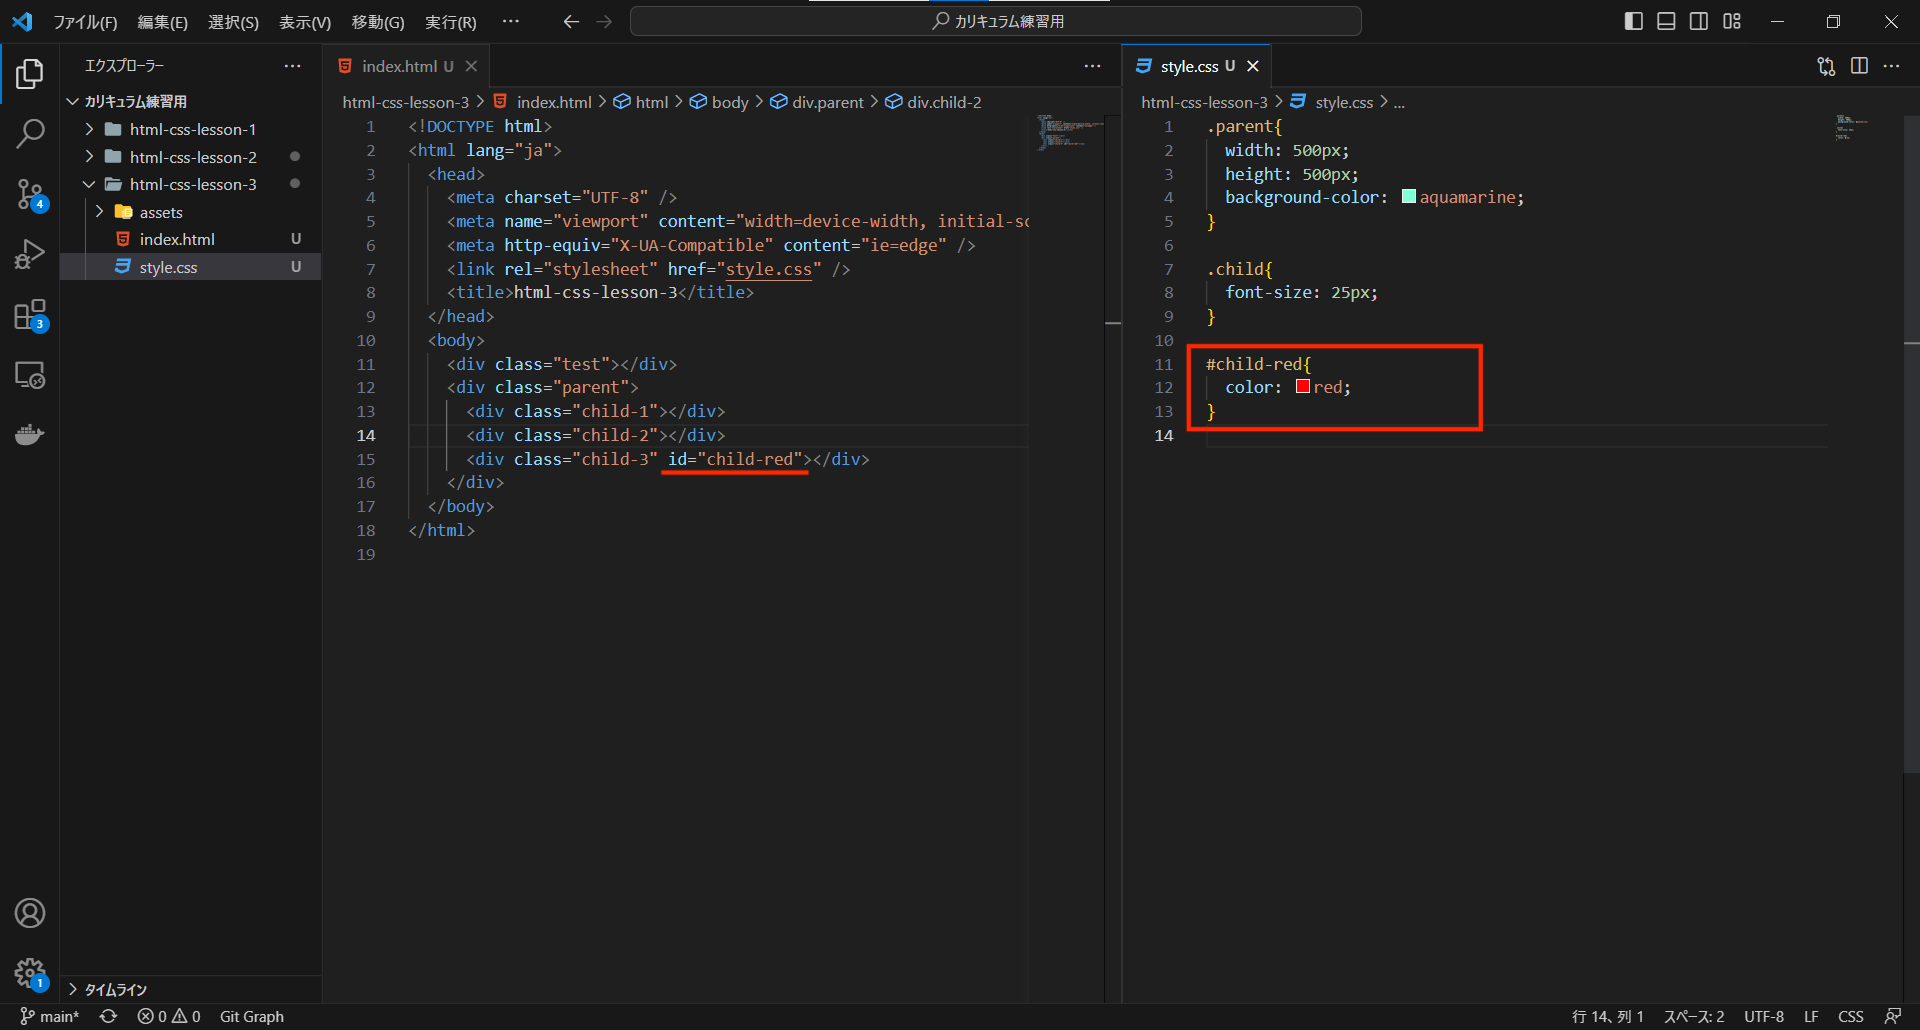 ファイル(F) 編集(E) 選択(S) 表示(V) 移動(G) 実行(R) ··· カリキュラム練習用
エクスプローラー
カリキュラム練習用
html-css-lesson-1
html-css-lesson-2
html-css-lesson-3
assets
index.html U
style.css U
タイムライン
4
3
1
index.html U
html-css-lesson-3 > index.html > html > body > div.parent > div.child-2
1 <!DOCTYPE html>
2 <html lang="ja">
3 <head>
4 <meta charset="UTF-8" />
5 <meta name="viewport" content="width=device-width, initial-sc
6 <meta http-equiv="X-UA-Compatible" content="ie=edge" />
7 <link rel="stylesheet" href="style.css" />
8 <title>html-css-lesson-3</title>
9 </head>
10 <body>
11 <div class="test"></div>
12 <div class="parent">
13 <div class="child-1"></div>
14 <div class="child-2"></div>
15 <div class="child-3" id="child-red"></div>
16 </div>
17 </body>
18 </html>
19
style.css U
html-css-lesson-3 > style.css > ...
1 .parent{
2 width: 500px;
3 height: 500px;
4 background-color: aquamarine;
5 }
6
7 .child{
8 font-size: 25px;
9 }
10
11 #child-red{
12 color: red;
13 }
14
main* 0 0 Git Graph 行 14、列 1 スペース: 2 UTF-8 LF CSS